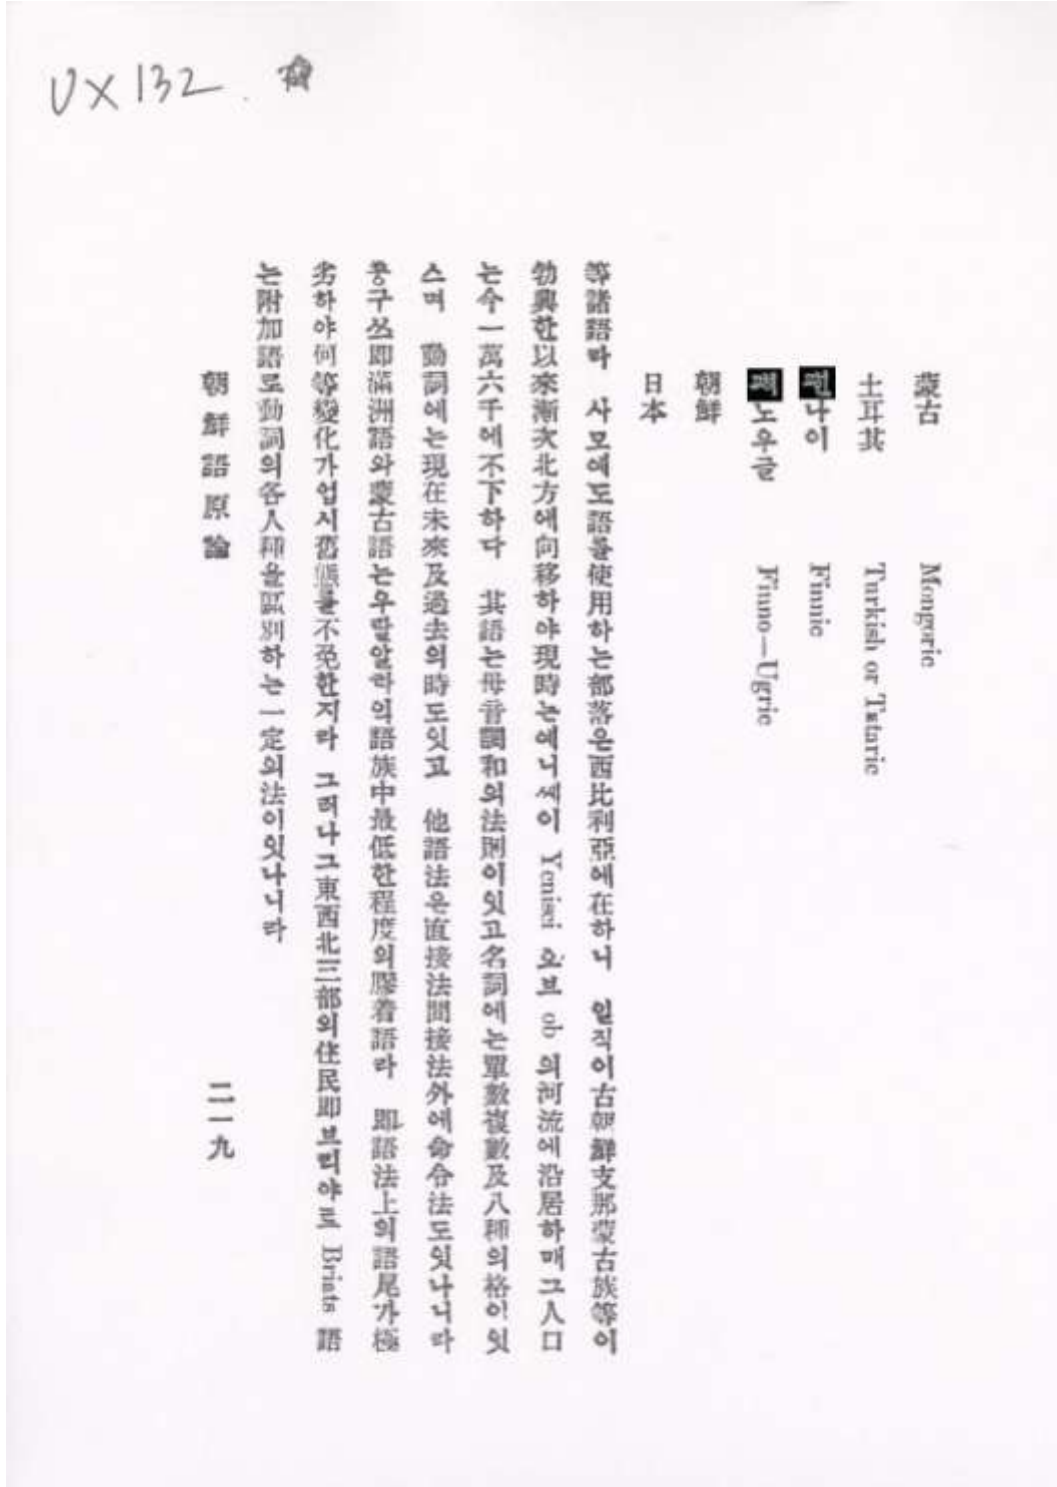 UX132
蒙古 Mongoric
土耳其 Turkish or Tataric
나이 Finnic
노우글 Finno—Ugric
朝鮮
日本
等諸語라 사모예도語를使用하는部落은西比利亞에在하니 일직이古朝鮮支那蒙古族等이
勃興한以來漸次北方에向移하야現時는예니세이 Yenisei 오브 ob 의河流에沿居하매그人口
는今一萬六千에不下하다 其語는母音調和의法則이잇고名詞에는單數複數及八種의格이잇
스며 動詞에는現在未來及過去의時도잇고 他語法은直接法間接法外에命令法도잇나니라
퉁구쓰即滿洲語와蒙古語는우랄알타의語族中最低한程度의膠着語라 即語法上의語尾가極
劣하야何等變化가업시舊態를不免한지라 그러나그東西北三部의住民即브리야트 Briats 語
는附加語로動詞의各人稱을區別하는一定의法이잇나니라
朝鮮語原論 二一九